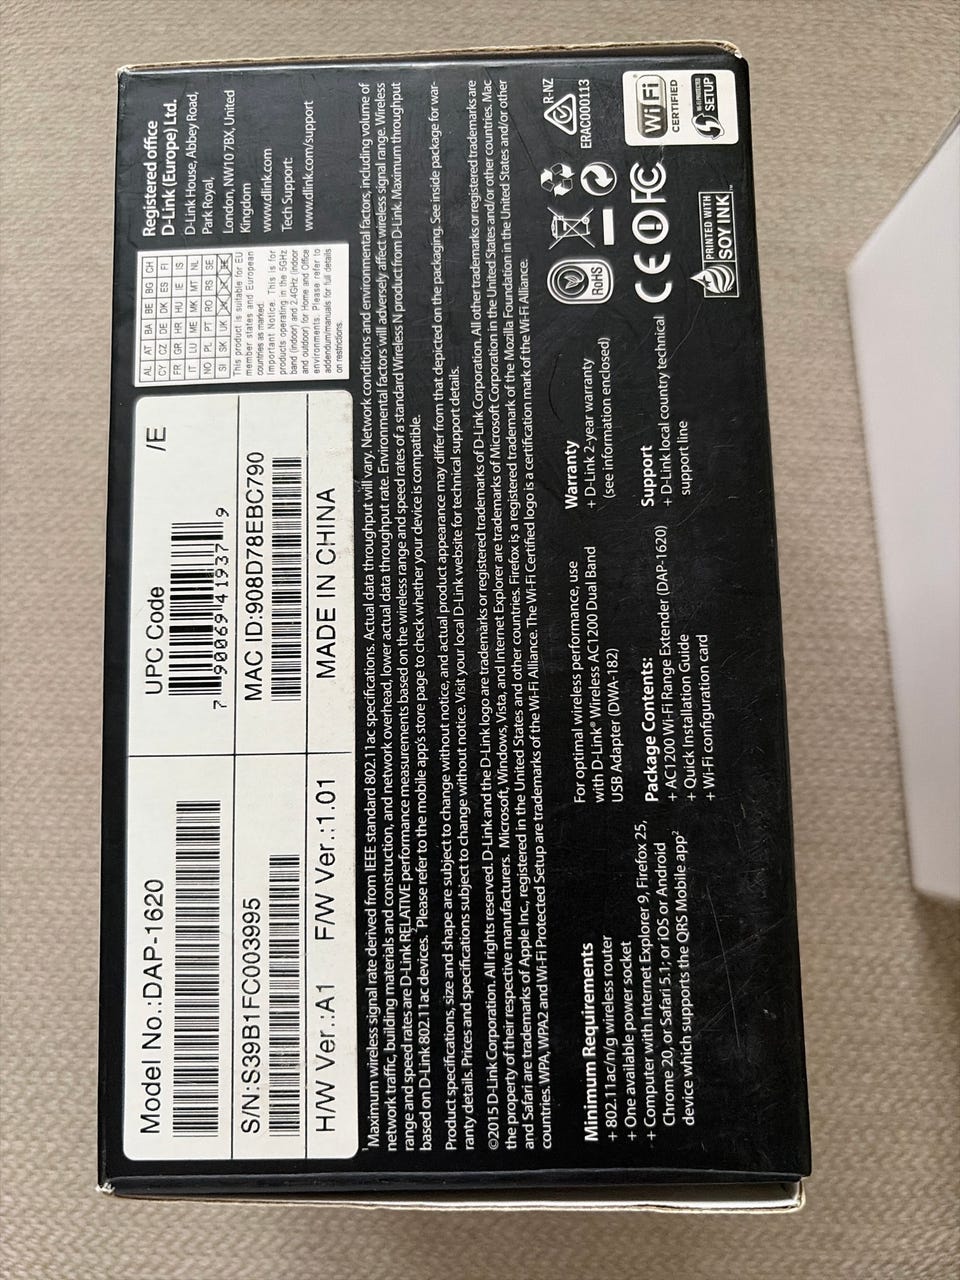 Model No.:DAP-1620
UPC Code
/E
7 90069 41937 9
S/N:S39B1FC003995
MAC ID:908D78EBC790
H/W Ver.:A1 F/W Ver.:1.01
MADE IN CHINA
AL AT BA BE BG CH
CY CZ DE DK ES FI
FR GR HR HU IE IS
IT LU ME MK MT NL
NO PL PT RO RS SE
SI SK UK
This product is suitable for EU
member states and European
countries as marked.
Important Notice. This is for
products operating in the 5GHz
band (indoor) and 2.4GHz (indoor
and outdoor) for Home and Office
environments. Please refer to
addendum/manuals for full details
on restrictions.
Registered office
D-Link (Europe) Ltd.
D-Link House, Abbey Road,
Park Royal,
London, NW10 7BX, United
Kingdom
www.dlink.com
Tech Support:
www.dlink.com/support
¹Maximum wireless signal rate derived from IEEE standard 802.11ac specifications. Actual data throughput will vary. Network conditions and environmental factors, including volume of
network traffic, building materials and construction, and network overhead, lower actual data throughput rate. Environmental factors will adversely affect wireless signal range. Wireless
range and speed rates are D-Link RELATIVE performance measurements based on the wireless range and speed rates of a standard Wireless N product from D-Link. Maximum throughput
based on D-Link 802.11ac devices. ²Please refer to the mobile app's store page to check whether your device is compatible.
Product specifications, size and shape are subject to change without notice, and actual product appearance may differ from that depicted on the packaging. See inside package for war-
ranty details. Prices and specifications subject to change without notice. Visit your local D-Link website for technical support details.
©2015 D-Link Corporation. All rights reserved. D-Link and the D-Link logo are trademarks or registered trademarks of D-Link Corporation. All other trademarks or registered trademarks are
the property of their respective manufacturers. Microsoft, Windows, Vista, and Internet Explorer are trademarks of Microsoft Corporation in the United States and/or other countries. Mac
and Safari are trademarks of Apple Inc., registered in the United States and other countries. Firefox is a registered trademark of the Mozilla Foundation in the United States and/or other
countries. WPA, WPA2 and Wi-Fi Protected Setup are trademarks of the Wi-Fi Alliance. The Wi-Fi Certified logo is a certification mark of the Wi-Fi Alliance.
Minimum Requirements
+ 802.11ac/n/g wireless router
+ One available power socket
+ Computer with Internet Explorer 9, Firefox 25,
Chrome 20, or Safari 5.1; or iOS or Android
device which supports the QRS Mobile app²
For optimal wireless performance, use
with D-Link® Wireless AC1200 Dual Band
USB Adapter (DWA-182)
Package Contents:
+ AC1200 Wi-Fi Range Extender (DAP-1620)
+ Quick Installation Guide
+ Wi-Fi configuration card
Warranty
+ D-Link 2-year warranty
(see information enclosed)
Support
+ D-Link local country technical
support line
RoHS
R-NZ
ERAC000113
CE FC
PRINTED WITH
SOY INK™
Wi Fi
CERTIFIED
WI-FI PROTECTED
SETUP